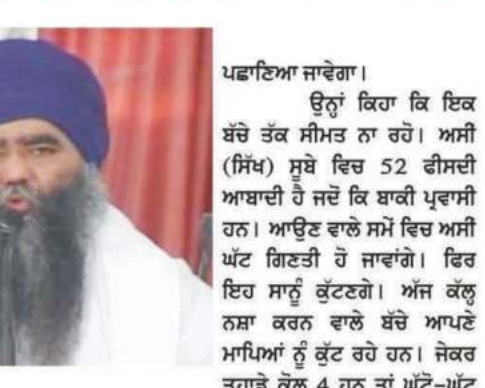 ਪਛਾਣਿਆ ਜਾਵੇਗਾ।
ਉਨ੍ਹਾਂ ਕਿਹਾ ਕਿ ਇਕ
ਬੱਚੇ ਤੱਕ ਸੀਮਤ ਨਾ ਰਹੋ। ਅਸੀਂ
(ਸਿੱਖ) ਸੂਬੇ ਵਿਚ 52 ਫੀਸਦੀ
ਆਬਾਦੀ ਹੈ ਜਦੋਂ ਕਿ ਬਾਕੀ ਪ੍ਰਵਾਸੀ
ਹਨ। ਆਉਣ ਵਾਲੇ ਸਮੇਂ ਵਿਚ ਅਸੀਂ
ਘੱਟ ਗਿਣਤੀ ਹੋ ਜਾਵਾਂਗੇ। ਫਿਰ
ਇਹ ਸਾਨੂੰ ਕੁੱਟਣਗੇ। ਅੱਜ ਕੱਲ੍ਹ
ਨਸ਼ਾ ਕਰਨ ਵਾਲੇ ਬੱਚੇ ਆਪਣੇ
ਮਾਪਿਆਂ ਨੂੰ ਕੁੱਟ ਰਹੇ ਹਨ। ਜੇਕਰ
ਤੁਹਾਡੇ ਕੋਲ 4 ਹਨ ਤਾਂ ਘੱਟੋ-ਘੱਟ